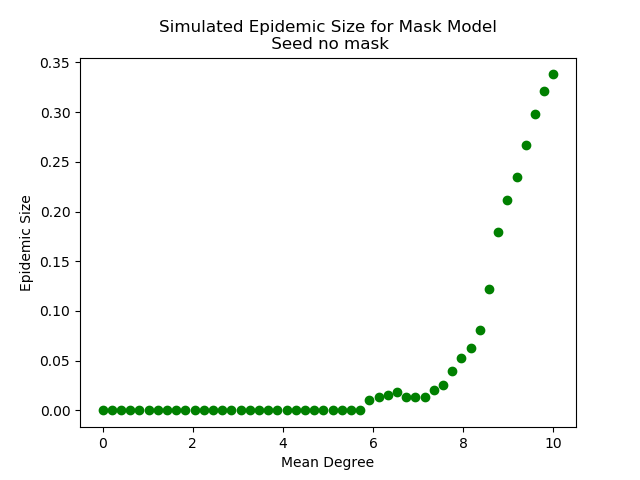 Simulated Epidemic Size for Mask Model
Seed no mask
0.35
0.30
0.25
0.20
0.15
0.10
0.05
0.00
Epidemic Size
0 2 4 6 8 10
Mean Degree